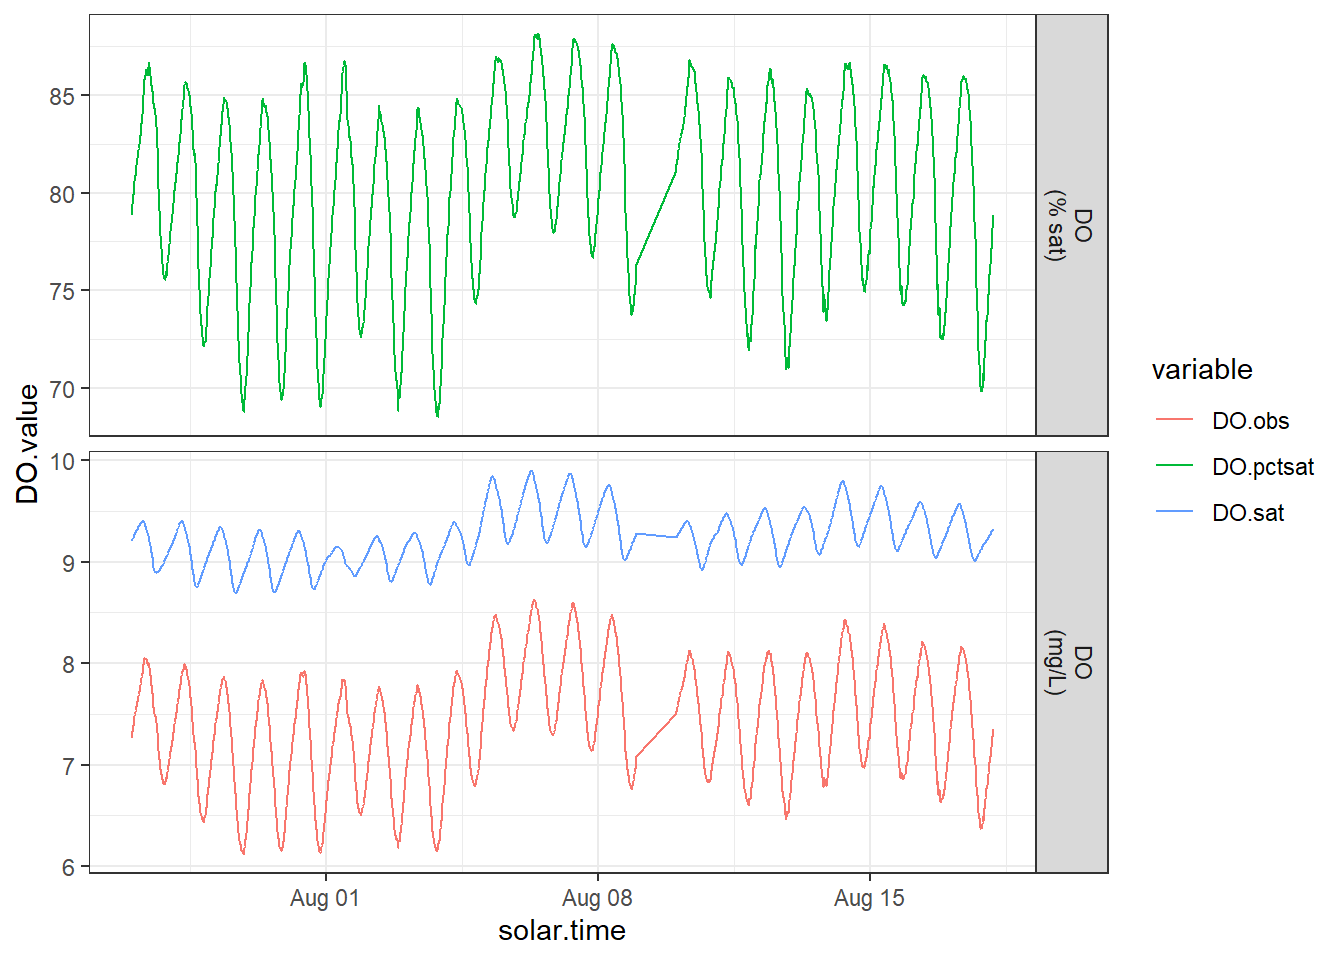 DO.value
85
80
75
70
DO
(% sat)
10
9
8
7
6
DO
(mg/L)
Aug 01
Aug 08
Aug 15
solar.time
variable
DO.obs
DO.pctsat
DO.sat